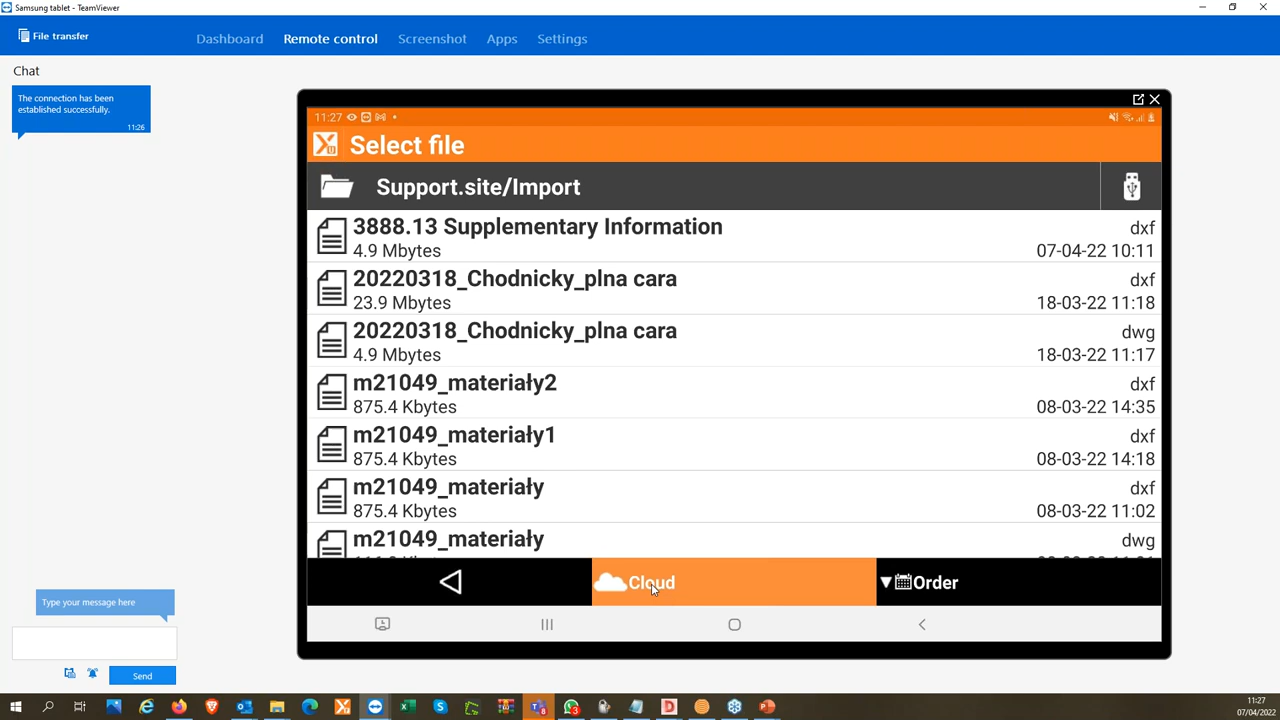 Samsung tablet - TeamViewer
File transfer
Dashboard
Remote control
Screenshot
Apps
Settings
Chat
The connection has been
established successfully.
11:26
11:27
Select file
Support.site/Import
3888.13 Supplementary Information
dxf
4.9 Mbytes
07-04-22 10:11
20220318_Chodnicky_plna cara
dxf
23.9 Mbytes
18-03-22 11:18
20220318_Chodnicky_plna cara
dwg
4.9 Mbytes
18-03-22 11:17
m21049_materiały2
dxf
875.4 Kbytes
08-03-22 14:35
m21049_materiały1
dxf
875.4 Kbytes
08-03-22 14:18
m21049_materiały
dxf
875.4 Kbytes
08-03-22 11:02
m21049_materiały
dwg
Cloud
Order
Type your message here
Send
11:27
07/04/2022